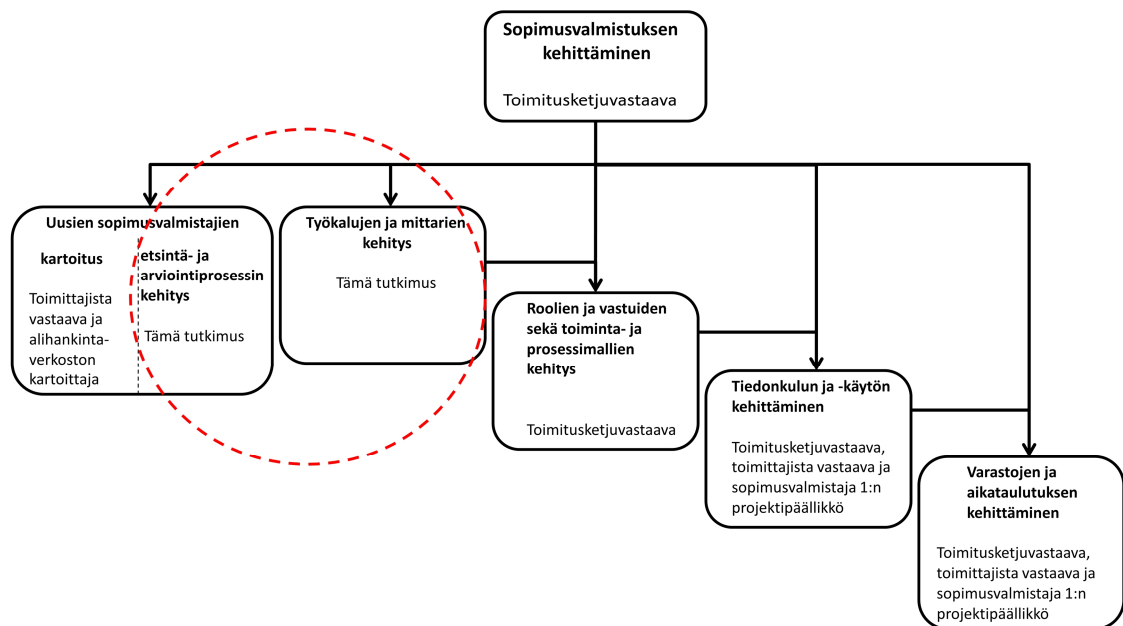 Sopimusvalmistuksen
kehittäminen
Toimitusketjuvastaava
Uusien sopimusvalmistajien
kartoitus
Toimittajista
vastaava ja
alihankinta-
verkoston
kartoittaja
etsintä- ja
arviointiprosessin
kehitys
Tämä tutkimus
Työkalujen ja mittarien
kehitys
Tämä tutkimus
Roolien ja vastuiden
sekä toiminta- ja
prosessimallien
kehitys
Toimitusketjuvastaava
Tiedonkulun ja -käytön
kehittäminen
Toimitusketjuvastaava,
toimittajista vastaava ja
sopimusvalmistaja 1:n
projektipäällikkö
Varastojen ja
aikataulutuksen
kehittäminen
Toimitusketjuvastaava,
toimittajista vastaava ja
sopimusvalmistaja 1:n
projektipäällikkö